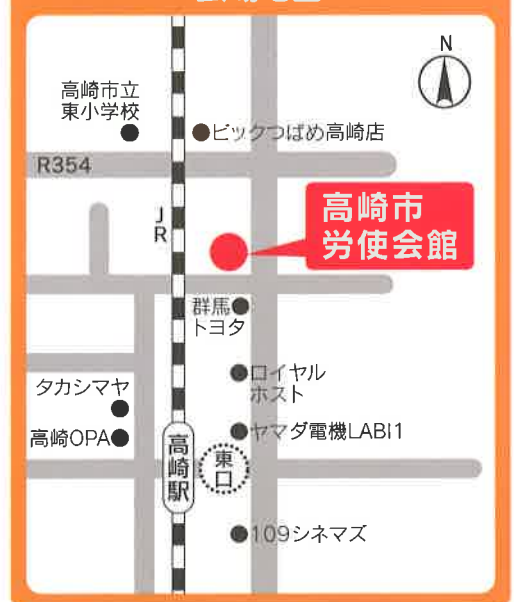 N
高崎市立
東小学校
ビックつばめ高崎店
R354
JR
高崎市
労使会館
群馬
トヨタ
ロイヤル
ホスト
タカシマヤ
高崎OPA
ヤマダ電機LABI1
高崎駅
東口
109シネマズ